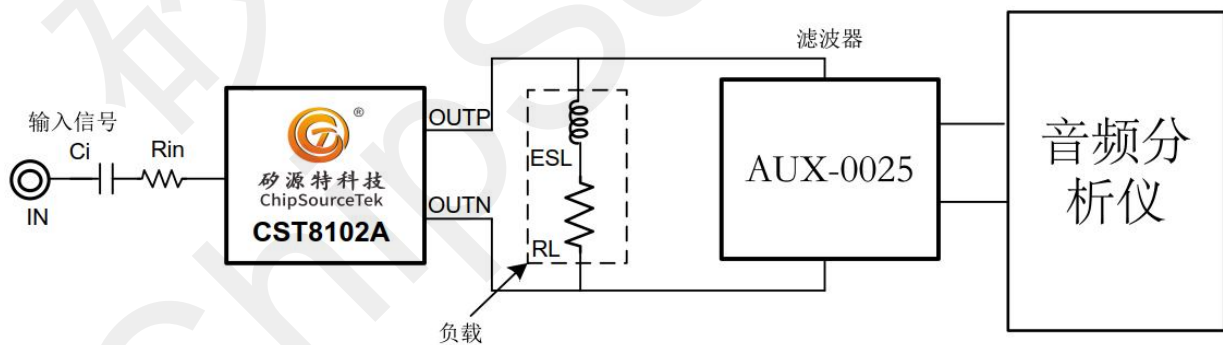 滤波器
输入信号
Ci
Rin
IN
®
矽源特科技
ChipSourceTek
CST8102A
OUTP
OUTN
ESL
RL
负载
AUX-0025
音频分
析仪